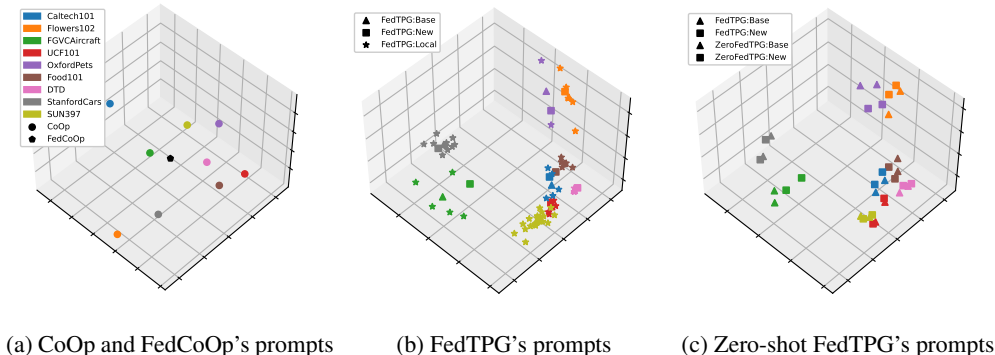 Caltech101
Flowers102
FGVCAircraft
UCF101
OxfordPets
Food101
DTD
StanfordCars
SUN397
CoOp
FedCoOp
FedTPG:Base
FedTPG:New
FedTPG:Local
FedTPG:Base
FedTPG:New
ZeroFedTPG:Base
ZeroFedTPG:New
(a) CoOp and FedCoOp's prompts
(b) FedTPG's prompts
(c) Zero-shot FedTPG's prompts